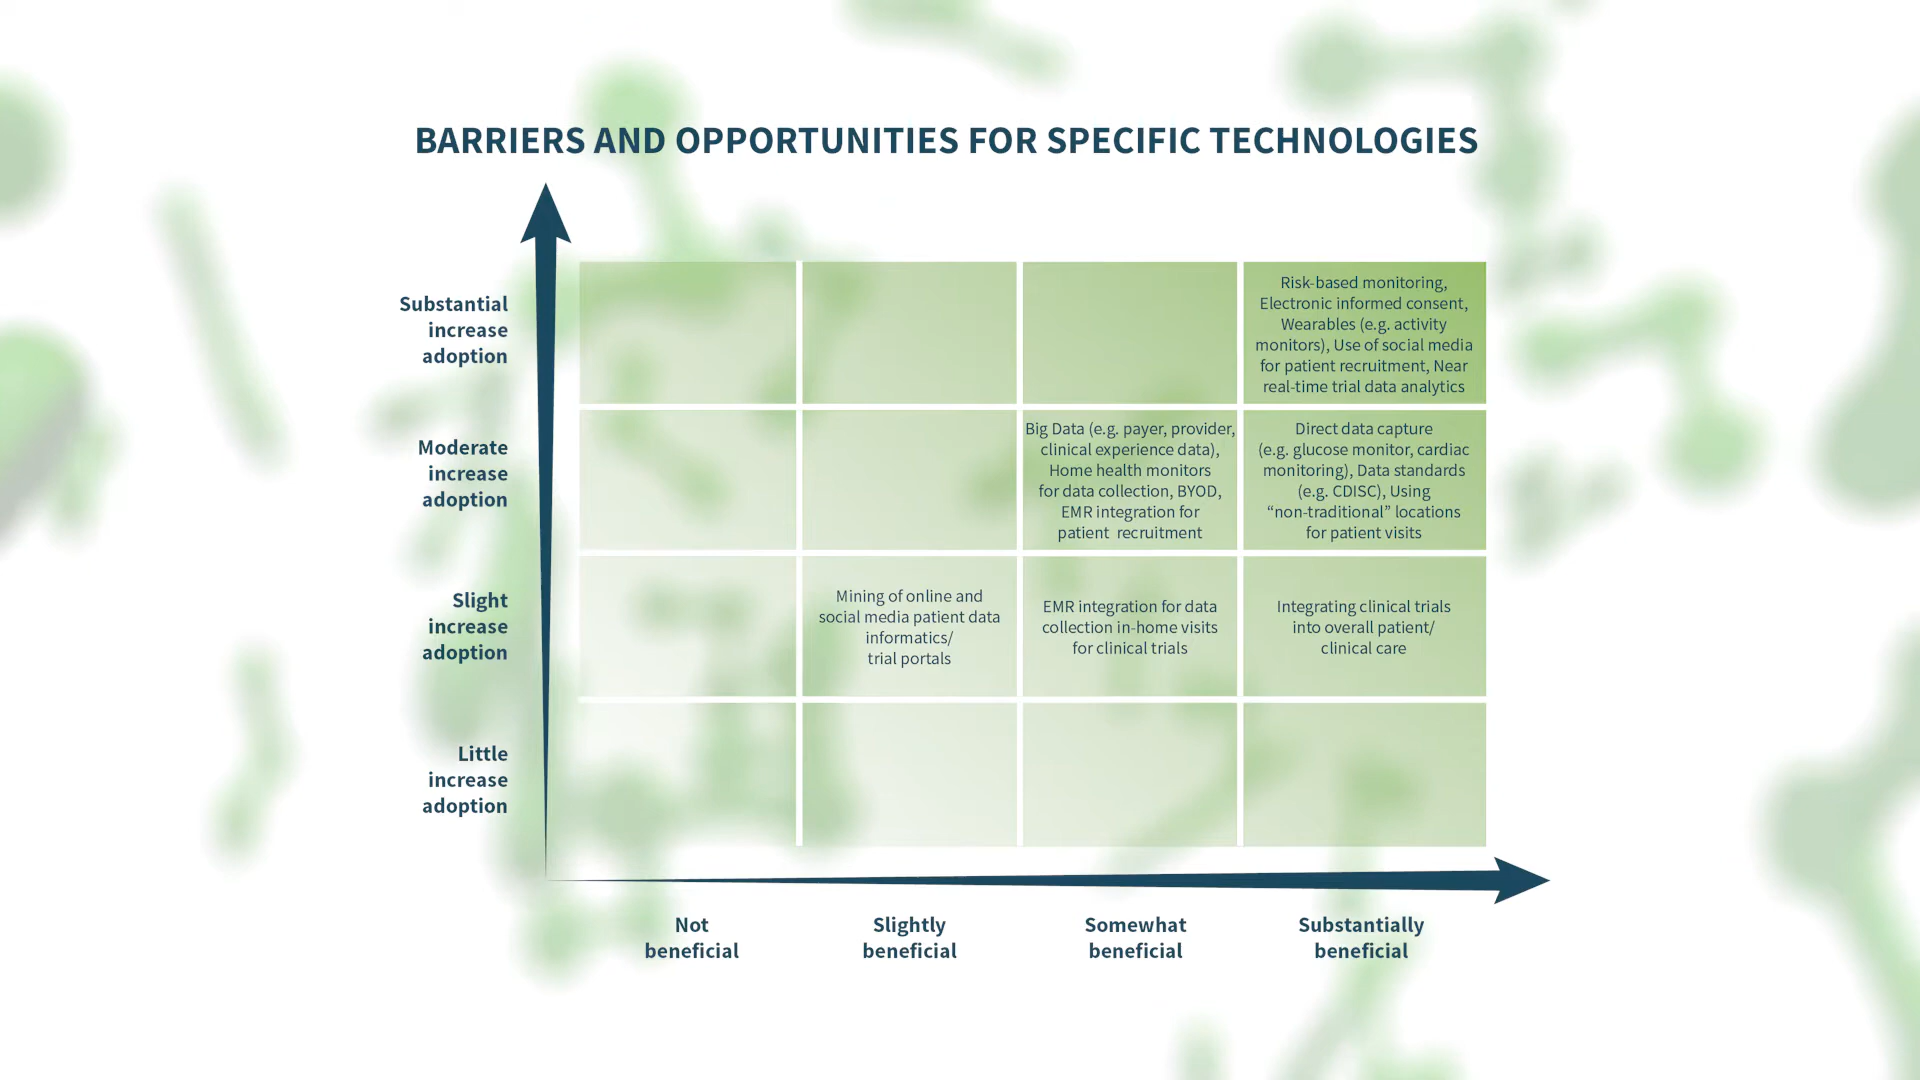 BARRIERS AND OPPORTUNITIES FOR SPECIFIC TECHNOLOGIES
Substantial
increase
adoption
Risk-based monitoring,
Electronic informed consent,
Wearables (e.g. activity
monitors), Use of social media
for patient recruitment, Near
real-time trial data analytics
Moderate
increase
adoption
Big Data (e.g. payer, provider,
clinical experience data),
Home health monitors
for data collection, BYOD,
EMR integration for
patient recruitment
Direct data capture
(e.g. glucose monitor, cardiac
monitoring), Data standards
(e.g. CDISC), Using
“non-traditional” locations
for patient visits
Slight
increase
adoption
Mining of online and
social media patient data
informatics/
trial portals
EMR integration for data
collection in-home visits
for clinical trials
Integrating clinical trials
into overall patient/
clinical care
Little
increase
adoption
Not
beneficial
Slightly
beneficial
Somewhat
beneficial
Substantially
beneficial